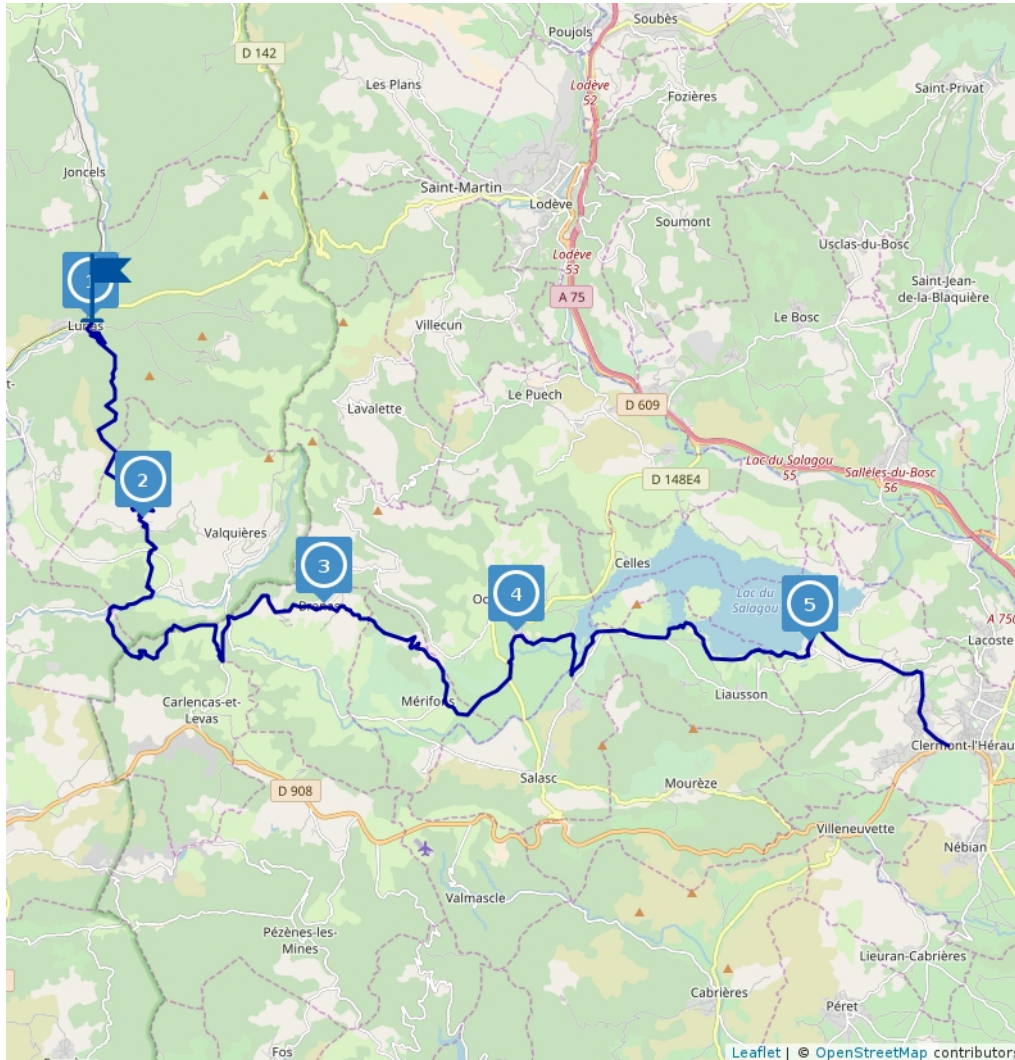 Soubès
Poujols
D 142
Les Plans
Lodève
52
Fozières
Saint-Privat
Joncels
Saint-Martin
Lodève
Soumont
Usclas-du-Bosc
Lodève
53
Saint-Jean-
de-la-Blaquière
A 75
Le Bosc
Villecun
Lavalette
Le Puech
D 609
Lac du Salagou
55
Salléles-du-Bosc
56
D 148E4
2
Valquières
3
Celles
4
Lac du
Salagou
5
A 750
Lacoste
Liausson
Carlencas-et-
Levas
Mérifons
Clermont-l'Hérau
Salasc
Mourèze
D 908
Villeneuvette
Nébian
Valmascle
Pézènes-les-
Mines
Lieuran-Cabrières
Cabrières
Péret
Fos
Leaflet | © OpenStreetMap contributors